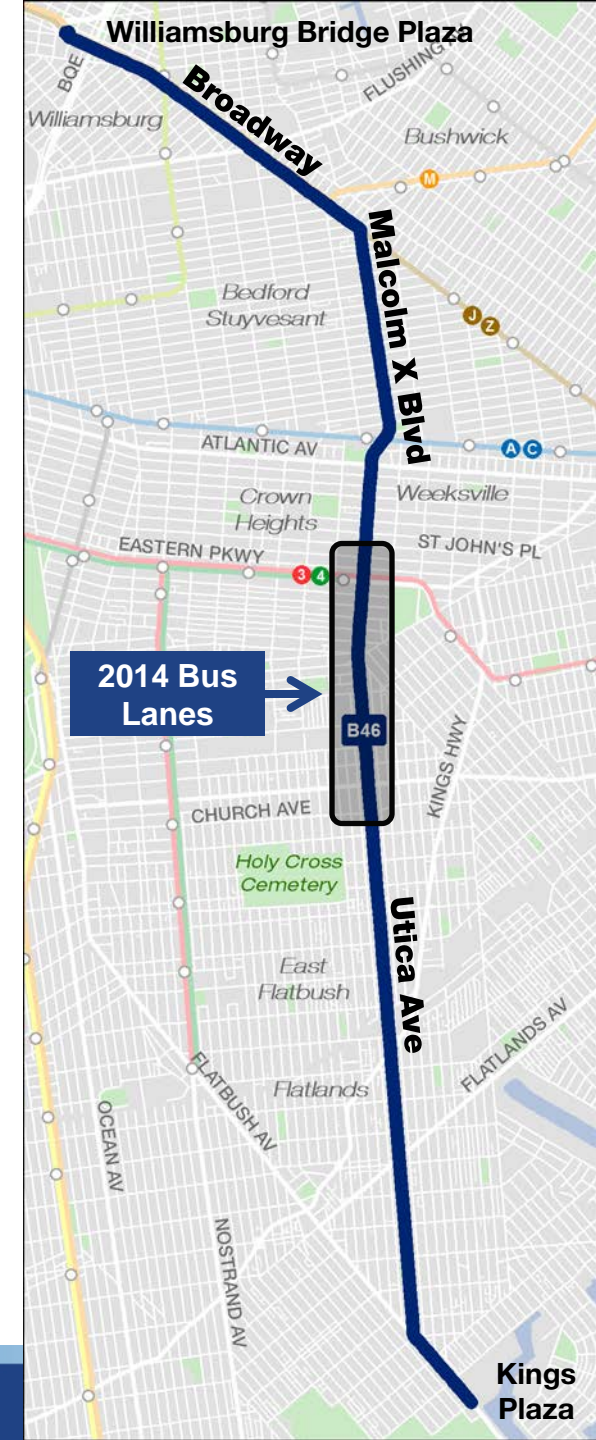 Williamsburg Bridge Plaza
BQE
FLUSHING
Williamsburg
Broadway
Bushwick
M
Malcolm X Blvd
Bedford
Stuyvesant
J
Z
ATLANTIC AV
A C
Crown
Heights
Weeksville
EASTERN PKWY
ST JOHN'S PL
3 4
2014 Bus
Lanes
B46
KINGS HWY
CHURCH AVE
Holy Cross
Cemetery
Utica Ave
East
Flatbush
FLATLANDS AV
FLATBUSH AV
Flatlands
OCEAN AV
NOSTRAND AV
Kings
Plaza